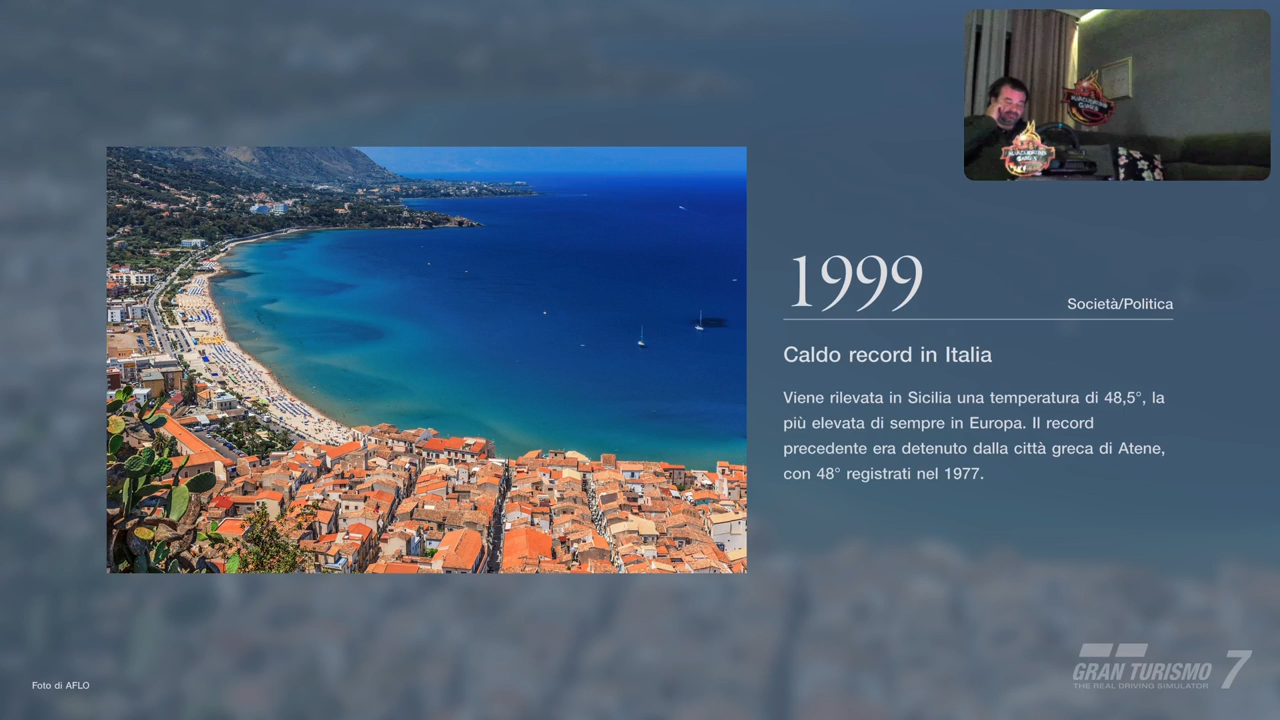 1999
Società/Politica
Caldo record in Italia
Viene rilevata in Sicilia una temperatura di 48,5°, la
più elevata di sempre in Europa. Il record
precedente era detenuto dalla città greca di Atene,
con 48° registrati nel 1977.
Foto di AFLO
GRAN TURISMO 7
THE REAL DRIVING SIMULATOR